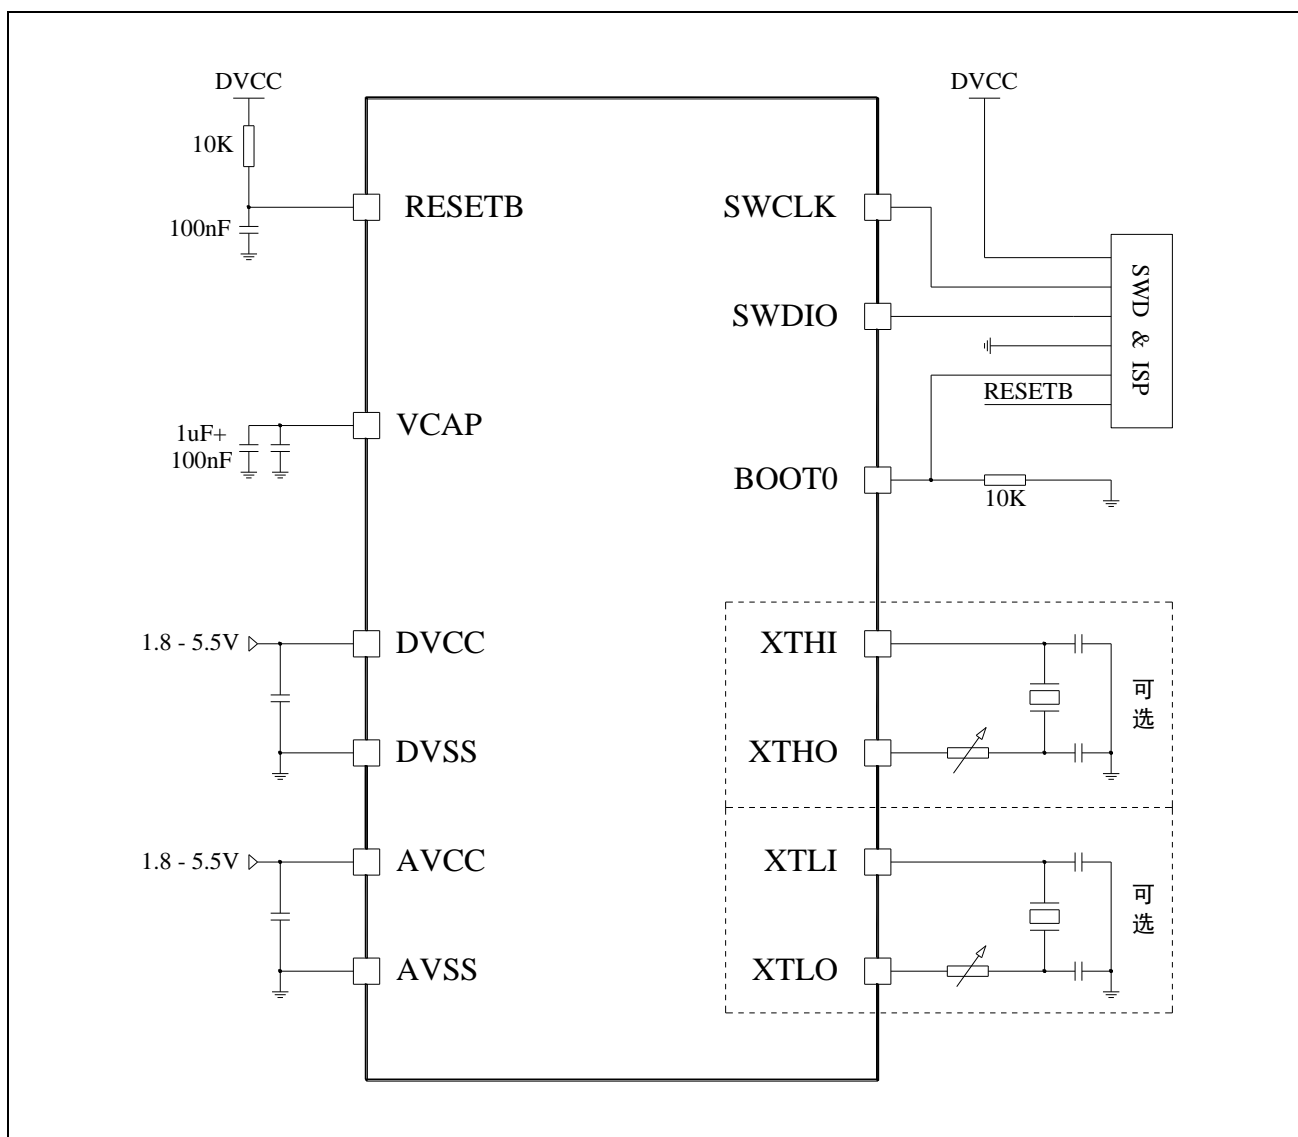 DVCC
DVCC
10K
RESETB
SWCLK
100nF
SWD & ISP
SWDIO
RESETB
VCAP
1uF+
100nF
BOOT0
10K
1.8 - 5.5V
DVCC
XTHI
可选
DVSS
XTHO
1.8 - 5.5V
AVCC
XTLI
可选
AVSS
XTLO